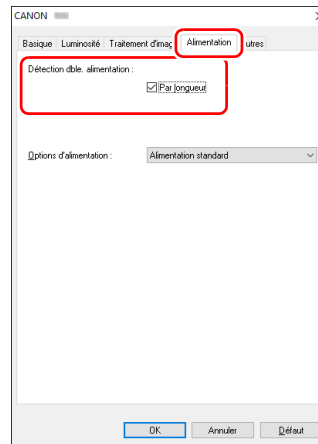 CANON
Basique Luminosité Traitement d'imag Alimentation utres
Détection dble. alimentation :
Par longueur
Options d'alimentation : Alimentation standard
OK Annuler Défaut